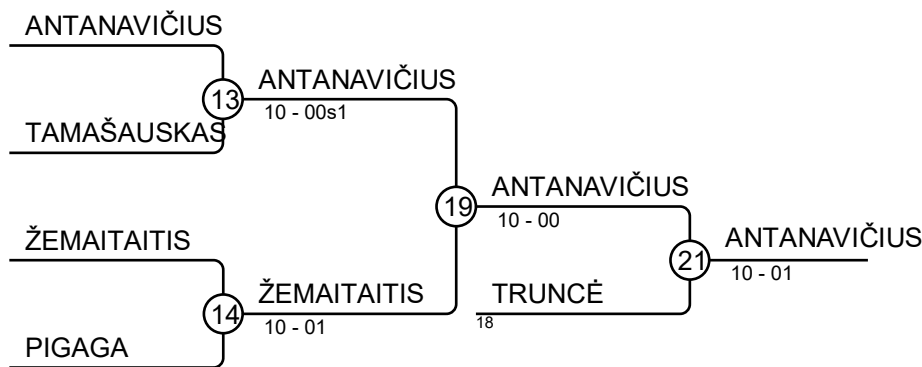 ANTANAVIČIUS
13
ANTANAVIČIUS
10 - 00s1
TAMAŠAUSKAS
19
ANTANAVIČIUS
10 - 00
ŽEMAITAITIS
14
ŽEMAITAITIS
10 - 01
PIGAGA
21
ANTANAVIČIUS
10 - 01
TRUNCĖ
18